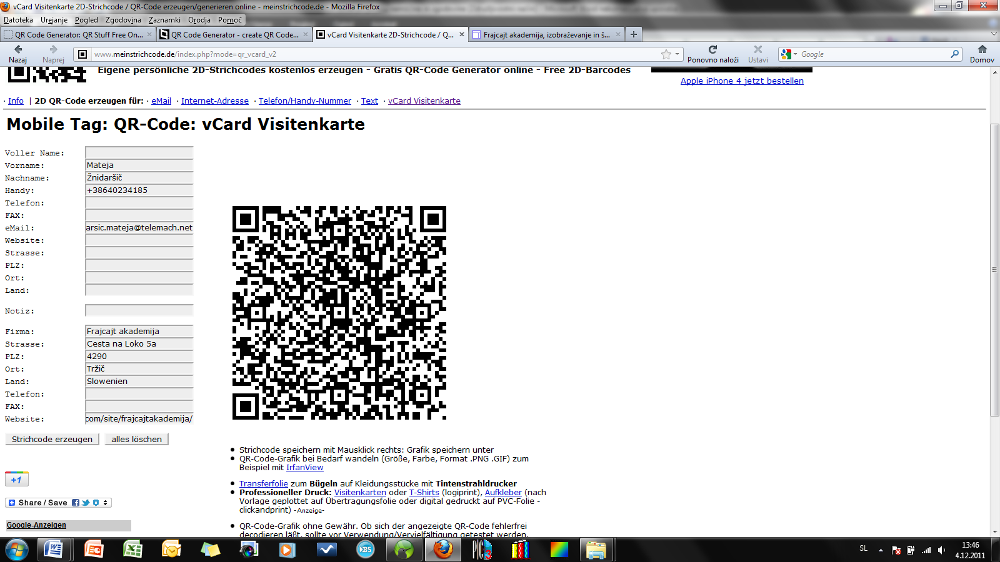 vCard Visitenkarte 2D-Strichcode / QR-Code erzeugen/generieren online - meinstrichcode.de - Mozilla Firefox
Datoteka Urejanje Pogled Zgodovina Zaznamki Orodja Pomoč
QR Code Generator: QR Stuff Free On...
QR Code Generator - create QR Code...
vCard Visitenkarte 2D-Strichcode / Q...
Frajcajt akademija, izobraževanje in š...
Nazaj Naprej www.meinstrichcode.de/index.php?mode=qr_vcard_v2 Ponovno naloži Ustavi Google Domov
Eigene persönliche 2D-Strichcodes kostenlos erzeugen - Gratis QR-Code Generator online - Free 2D-Barcodes
Apple iPhone 4 jetzt bestellen
· Info | 2D QR-Code erzeugen für: · eMail · Internet-Adresse · Telefon/Handy-Nummer · Text · vCard Visitenkarte
Mobile Tag: QR-Code: vCard Visitenkarte
Voller Name:
Vorname: Mateja
Nachname: Žnidaršič
Handy: +38640234185
Telefon:
FAX:
eMail: arsic.mateja@telemach.net
Website:
Strasse:
PLZ:
Ort:
Land:
Notiz:
Firma: Frajcajt akademija
Strasse: Cesta na Loko 5a
PLZ: 4290
Ort: Tržič
Land: Slowenien
Telefon:
FAX:
Website: com/site/frajcajtakademija/
Strichcode erzeugen alles löschen
+1
Share / Save
Google-Anzeigen
• Strichcode speichern mit Mausklick rechts: Grafik speichern unter
• QR-Code-Grafik bei Bedarf wandeln (Größe, Farbe, Format .PNG .GIF) zum
Beispiel mit IrfanView
• Transferfolie zum Bügeln auf Kleidungsstücke mit Tintenstrahldrucker
• Professioneller Druck: Visitenkarten oder T-Shirts (logiprint), Aufkleber (nach
Vorlage geplottet auf Übertragungsfolie oder digital gedruckt auf PVC-Folie -
clickandprint) -Anzeige-
• QR-Code-Grafik ohne Gewähr. Ob sich der angezeigte QR-Code fehlerfrei
decodieren läßt, sollte vor Verwendung/Vervielfältigung getestet werden.
SL
13:46
4.12.2011